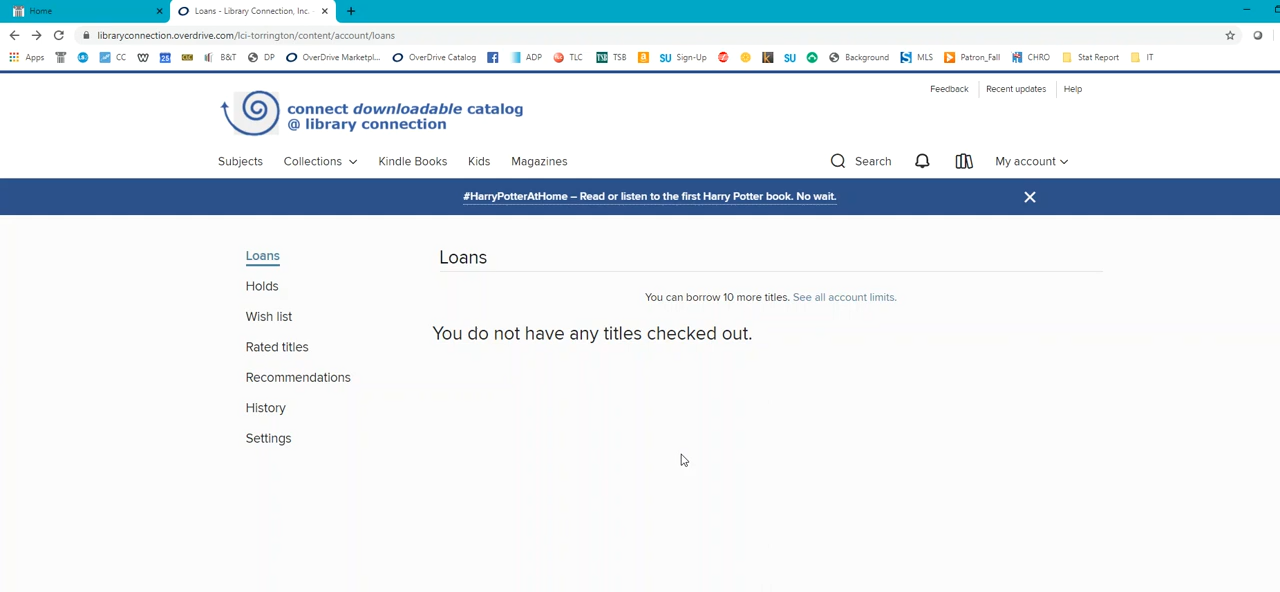 Home
Loans - Library Connection, Inc.
libraryconnection.overdrive.com/lci-torrington/content/account/loans
Apps CC B&T DP OverDrive Marketpl... OverDrive Catalog ADP TLC TSB Sign-Up Background MLS Patron_Fall CHRO Stat Report IT
Feedback Recent updates Help
connect downloadable catalog
@ library connection
Subjects Collections Kindle Books Kids Magazines Search My account
#HarryPotterAtHome – Read or listen to the first Harry Potter book. No wait.
Loans
Holds
Wish list
Rated titles
Recommendations
History
Settings
Loans
You can borrow 10 more titles. See all account limits.
You do not have any titles checked out.